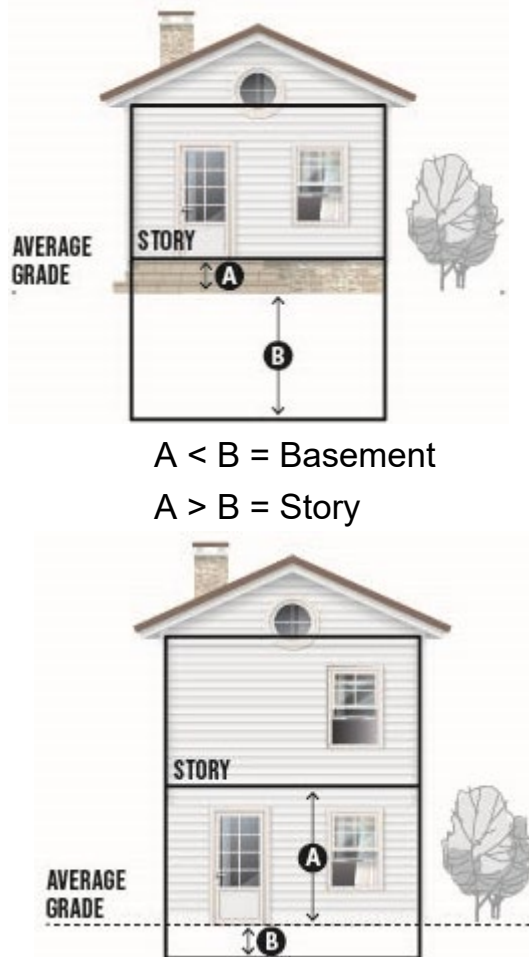 STORY
AVERAGE
GRADE
A
B
A < B = Basement
A > B = Story
STORY
A
AVERAGE
GRADE
B